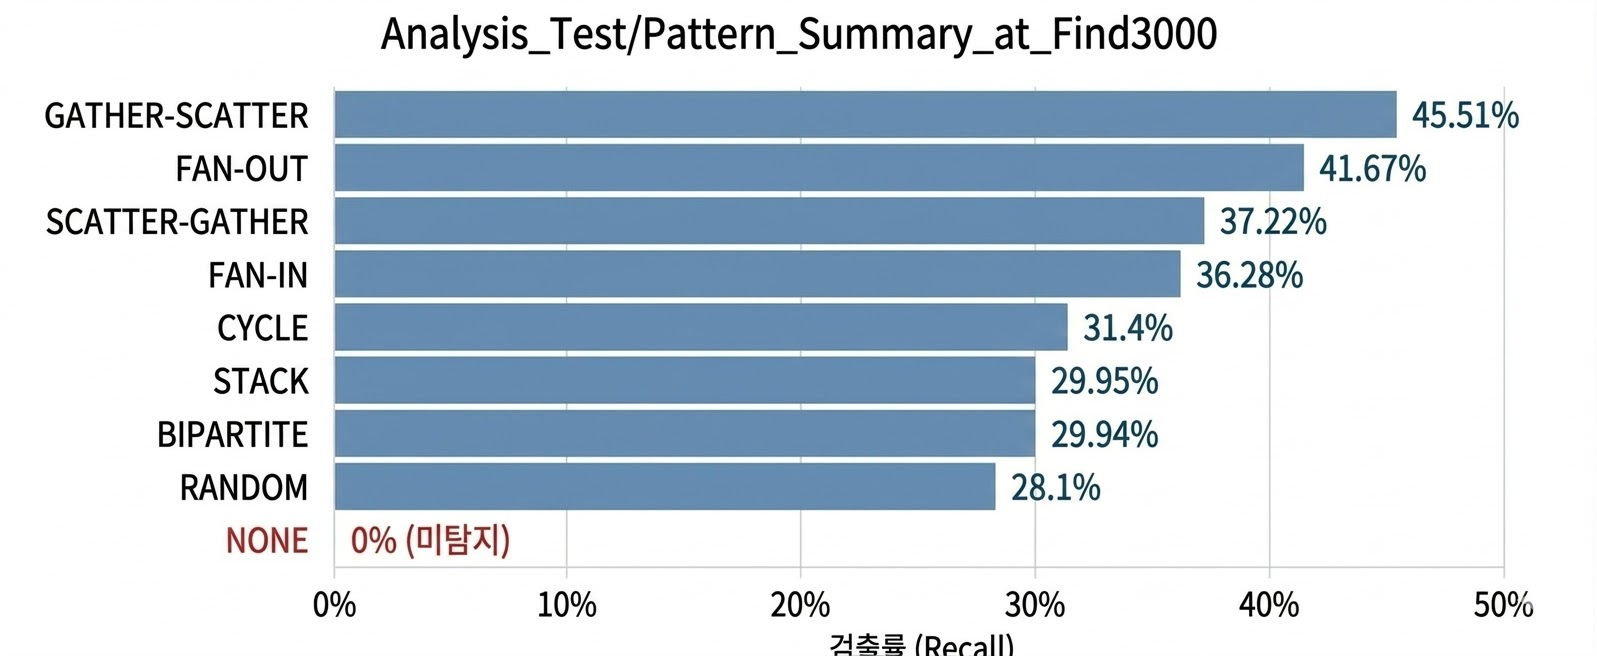 Analysis_Test/Pattern_Summary_at_Find3000
GATHER-SCATTER 45.51%
FAN-OUT 41.67%
SCATTER-GATHER 37.22%
FAN-IN 36.28%
CYCLE 31.4%
STACK 29.95%
BIPARTITE 29.94%
RANDOM 28.1%
NONE 0% (미탐지)
0% 10% 20% 30% 40% 50%
검출률 (Recall)